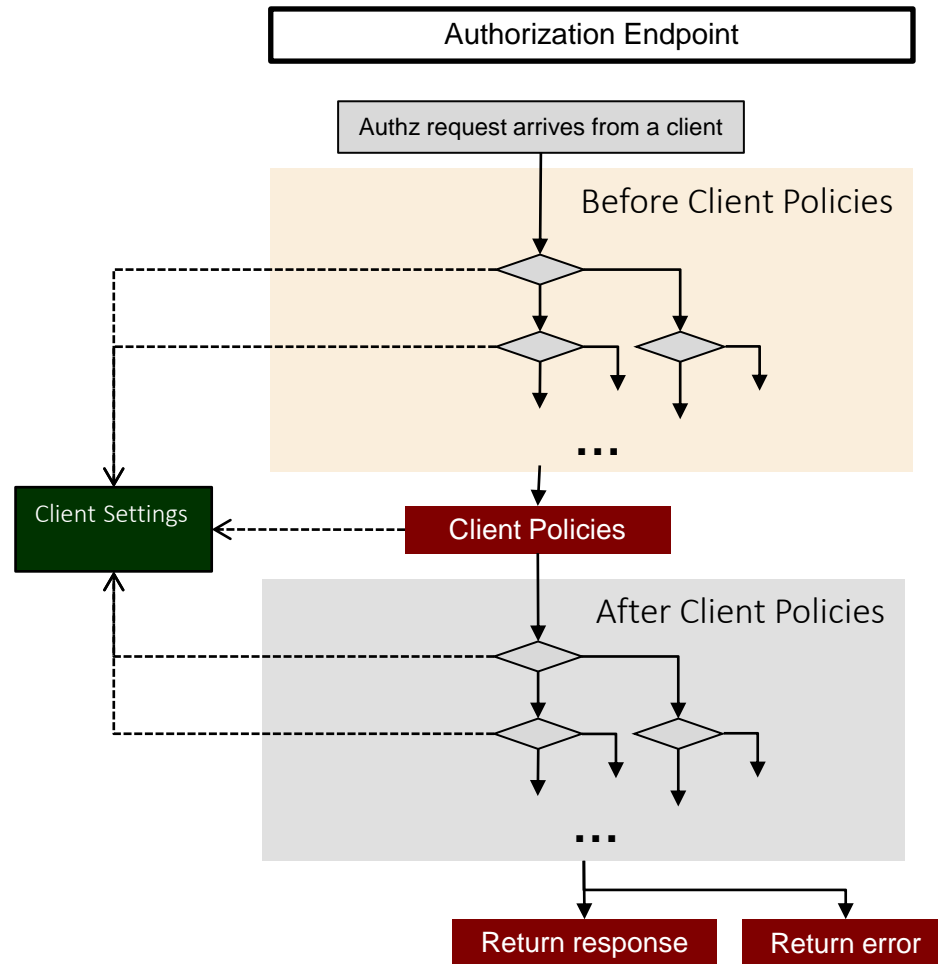 Authorization Endpoint
Authz request arrives from a client
Before Client Policies
...
Client Settings
Client Policies
After Client Policies
...
Return response
Return error